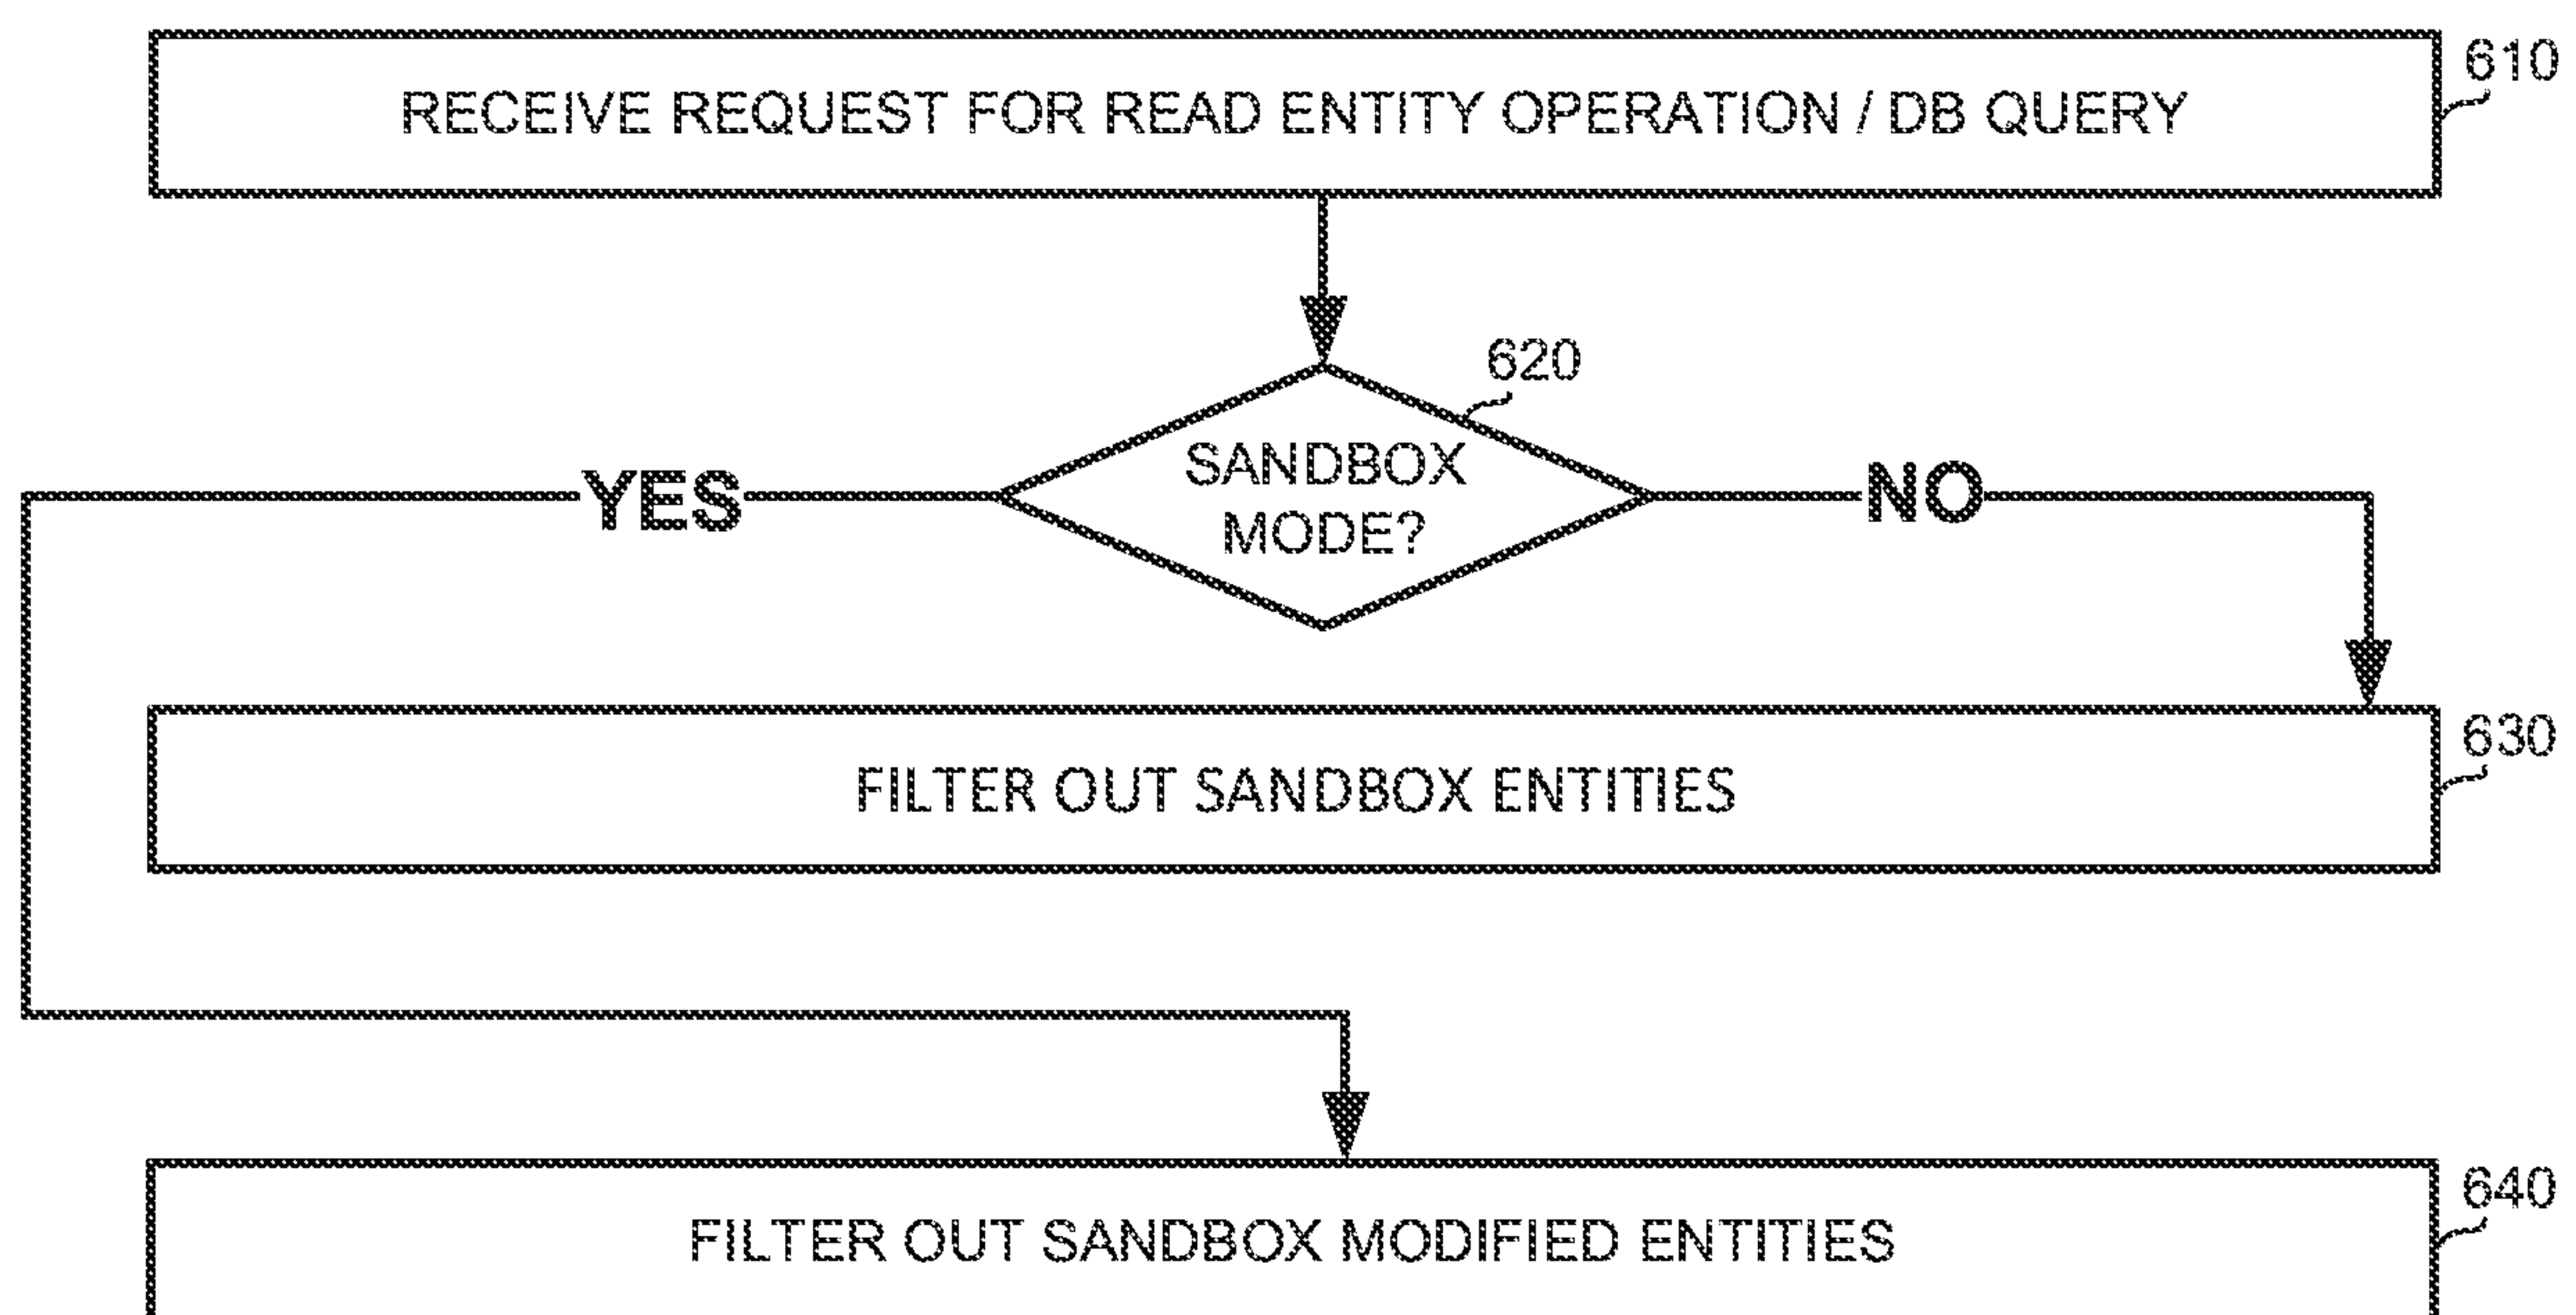 RECEIVE REQUEST FOR READ ENTITY OPERATION / DB QUERY
610
620
SANDBOX
MODE?
YES
NO
FILTER OUT SANDBOX ENTITIES
630
FILTER OUT SANDBOX MODIFIED ENTITIES
640